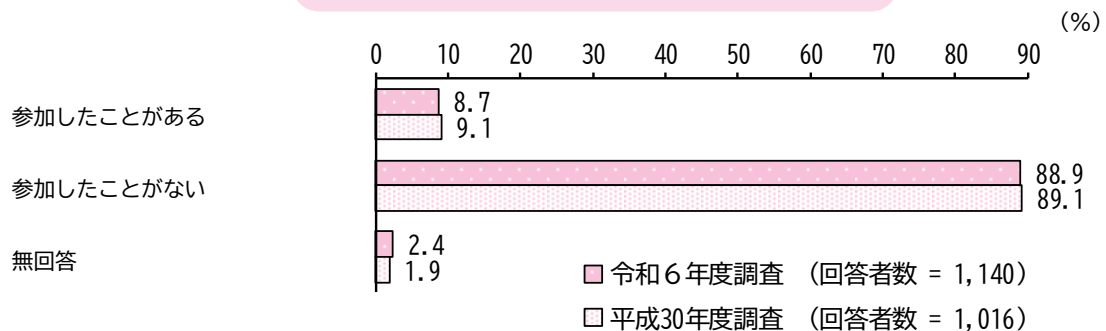 (%)
0 10 20 30 40 50 60 70 80 90
参加したことがある
8.7
9.1
参加したことがない
88.9
89.1
無回答
2.4
1.9
令和６年度調査 (回答者数 = 1,140)
平成30年度調査 (回答者数 = 1,016)